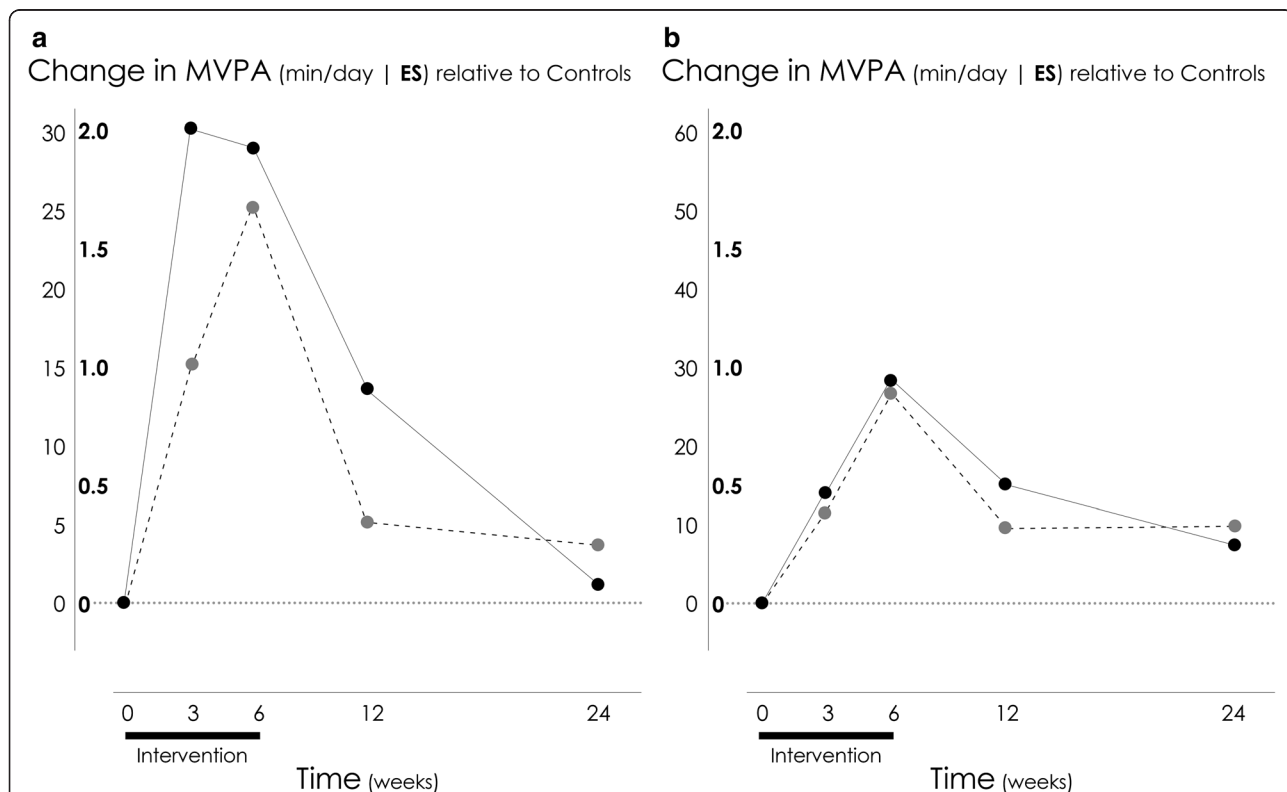 a
Change in MVPA (min/day | ES) relative to Controls
30 2.0
25
1.5
20
15 1.0
10
0.5
5
0 0
0 3 6 12 24
Intervention
Time (weeks)
b
Change in MVPA (min/day | ES) relative to Controls
60 2.0
50
1.5
40
30 1.0
20
0.5
10
0 0
0 3 6 12 24
Intervention
Time (weeks)